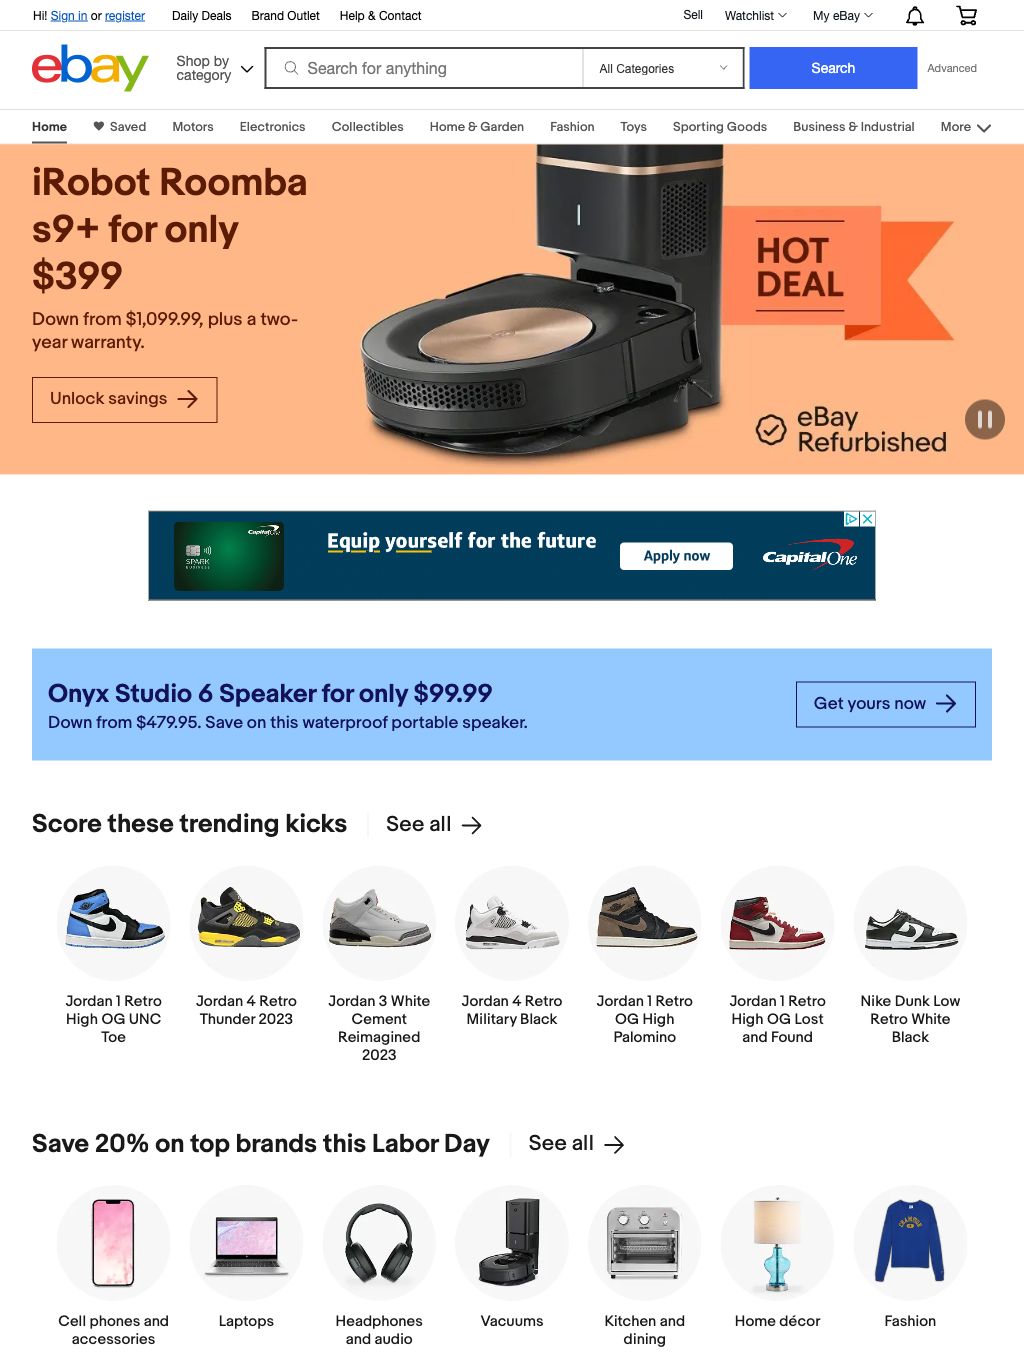 Hi! Sign in or register
Daily Deals
Brand Outlet
Help & Contact
Sell
Watchlist
My eBay
ebay
Shop by
category
Search for anything
All Categories
Search
Advanced
Home
Saved
Motors
Electronics
Collectibles
Home & Garden
Fashion
Toys
Sporting Goods
Business & Industrial
More
iRobot Roomba
s9+ for only
$399
Down from $1,099.99, plus a two-
year warranty.
Unlock savings
HOT
DEAL
eBay
Refurbished
Capital One
SPARK
BUSINESS
Equip yourself for the future
Apply now
Capital One
Onyx Studio 6 Speaker for only $99.99
Down from $479.95. Save on this waterproof portable speaker.
Get yours now
Score these trending kicks
See all
Jordan 1 Retro
High OG UNC
Toe
Jordan 4 Retro
Thunder 2023
Jordan 3 White
Cement
Reimagined
2023
Jordan 4 Retro
Military Black
Jordan 1 Retro
OG High
Palomino
Jordan 1 Retro
High OG Lost
and Found
Nike Dunk Low
Retro White
Black
Save 20% on top brands this Labor Day
See all
Cell phones and
accessories
Laptops
Headphones
and audio
Vacuums
Kitchen and
dining
Home décor
Fashion